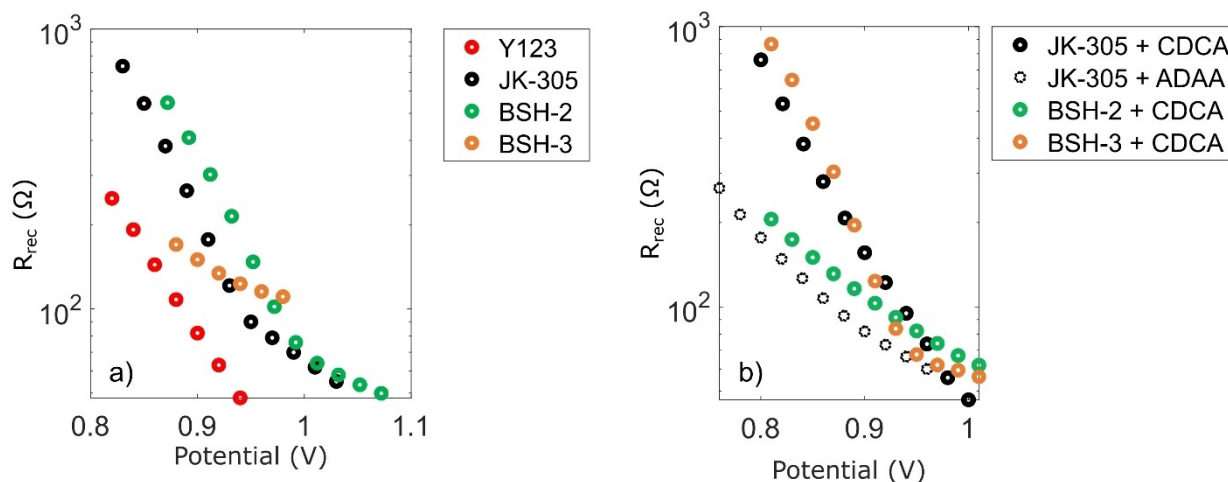 10³
10²
R_rec (Ω)
a)
0.8 0.9 1 1.1
Potential (V)
Y123
JK-305
BSH-2
BSH-3
10³
10²
R_rec (Ω)
b)
0.8 0.9 1
Potential (V)
JK-305 + CDCA
JK-305 + ADAA
BSH-2 + CDCA
BSH-3 + CDCA